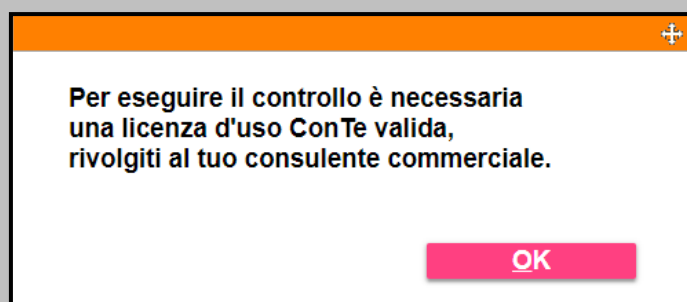 Per eseguire il controllo è necessaria
una licenza d'uso ConTe valida,
rivolgiti al tuo consulente commerciale.
OK